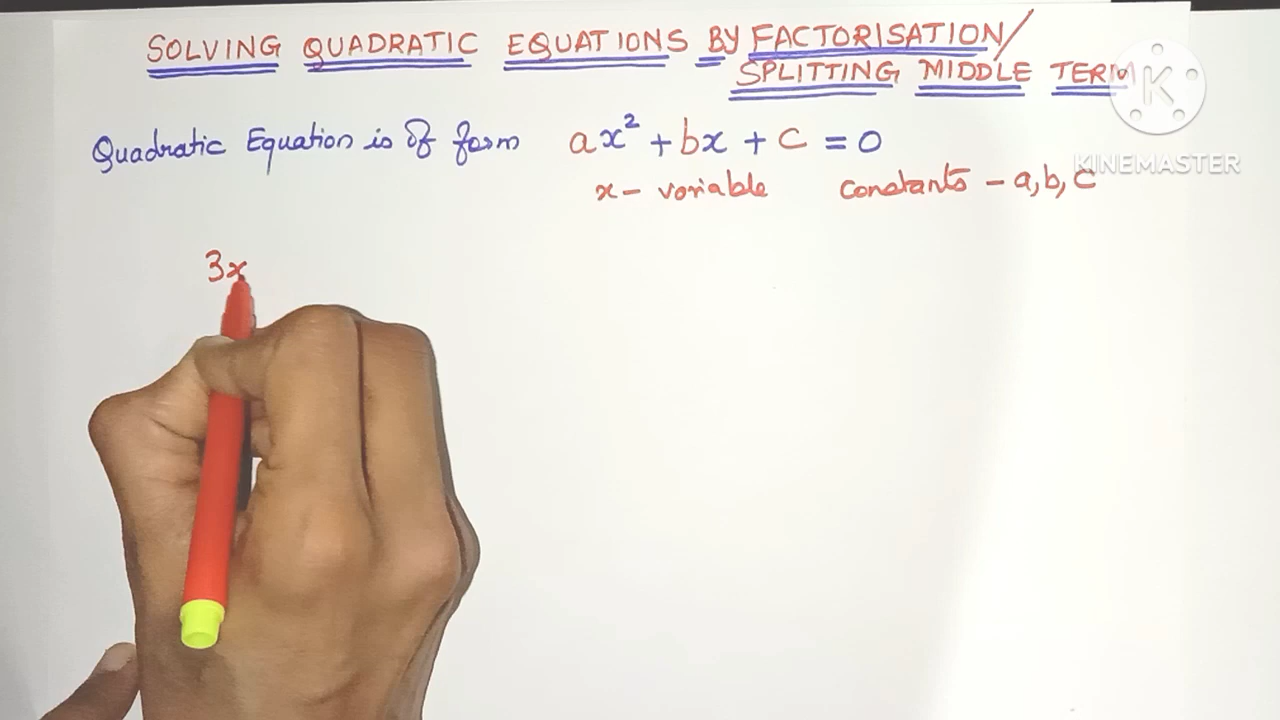 SOLVING QUADRATIC EQUATIONS BY FACTORISATION/
SPLITTING MIDDLE TERM
K
KINEMASTER
Quadratic Equation is of form ax² + bx + c = 0
x - variable constants - a, b, c
3x